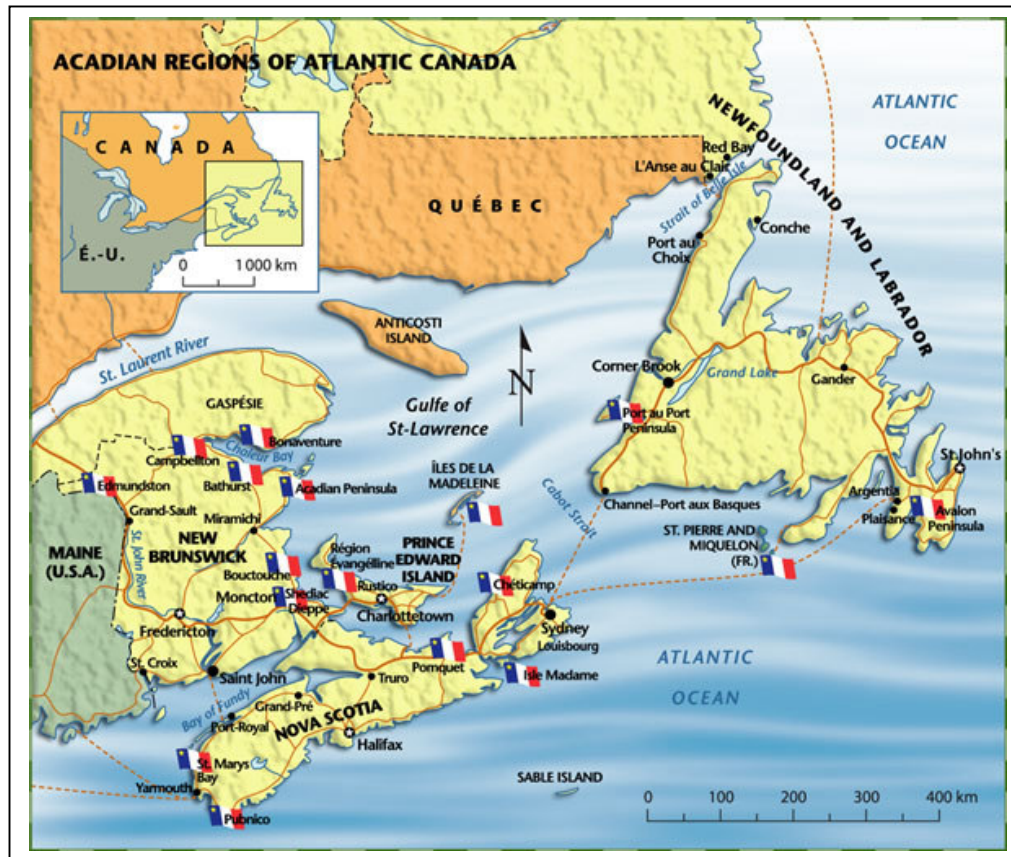 ACADIAN REGIONS OF ATLANTIC CANADA
CANADA
É.-U.
0 1000 km
QUÉBEC
ATLANTIC
OCEAN
NEWFOUNDLAND AND LABRADOR
Red Bay
L'Anse au Clair
Strait of Belle Isle
Conche
Port au
Choix
ANTICOSTI
ISLAND
St. Laurent River
Corner Brook
Grand Lake
Gander
N
Gulfe of
St-Lawrence
GASPÉSIE
Port au Port
Peninsula
Bonaventure
Campbellton
Chaleur Bay
Bathurst
Acadian Peninsula
Edmundston
ÎLES DE LA
MADELEINE
Cabot Strait
Channel–Port aux Basques
St.John's
Argentia
Plaisance
Avalon
Peninsula
ST. PIERRE AND
MIQUELON
(FR.)
Grand-Sault
Miramichi
St. John River
NEW
BRUNSWICK
MAINE
(U.S.A.)
Région
Évangélline
PRINCE
EDWARD
ISLAND
Bouctouche
Rustico
Chéticamp
Moncton
Shediac
Dieppe
Charlottetown
Fredericton
Sydney
Louisbourg
St. Croix
Saint John
Pomquet
Isle Madame
Truro
ATLANTIC
OCEAN
Bay of Fundy
Grand-Pré
Port-Royal
NOVA SCOTIA
Halifax
St. Marys
Bay
Yarmouth
Pubnico
SABLE ISLAND
0 100 200 300 400 km